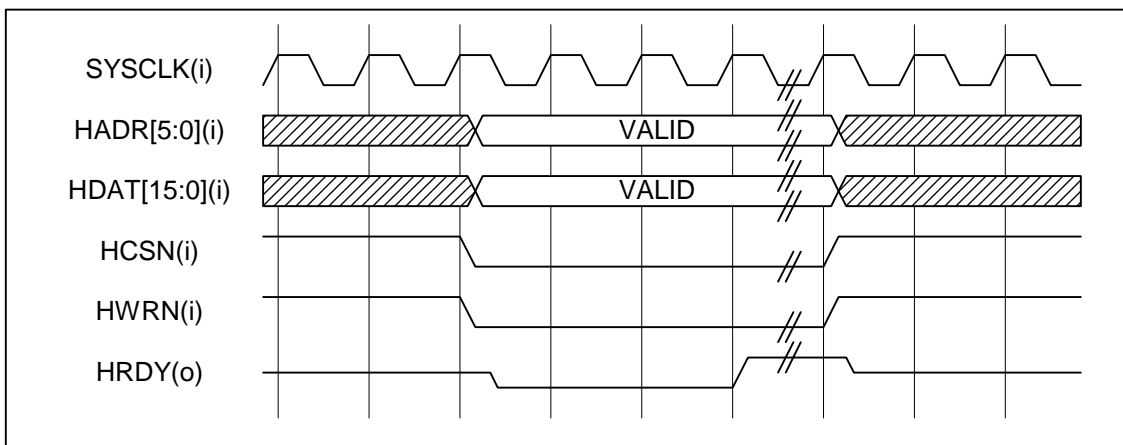 SYSCLK(i)
HADR[5:0](i)
VALID
HDAT[15:0](i)
VALID
HCSN(i)
HWRN(i)
HRDY(o)